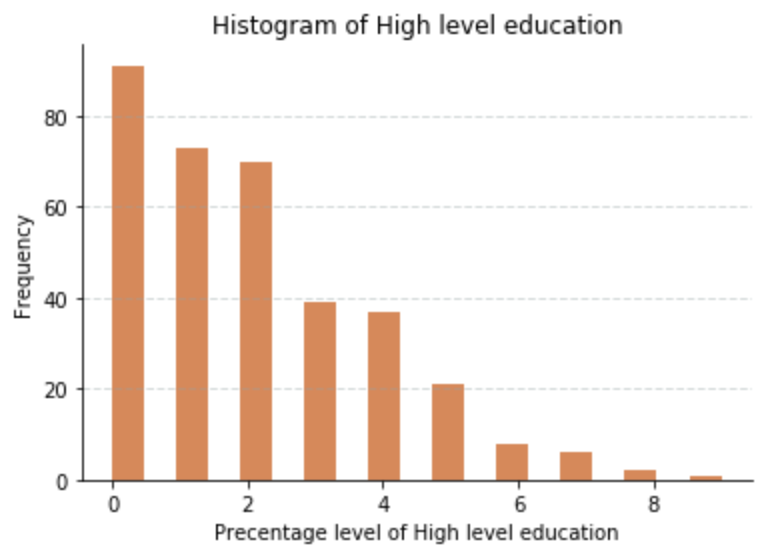 Histogram of High level education
80
60
40
20
0
Frequency
0 2 4 6 8
Precentage level of High level education